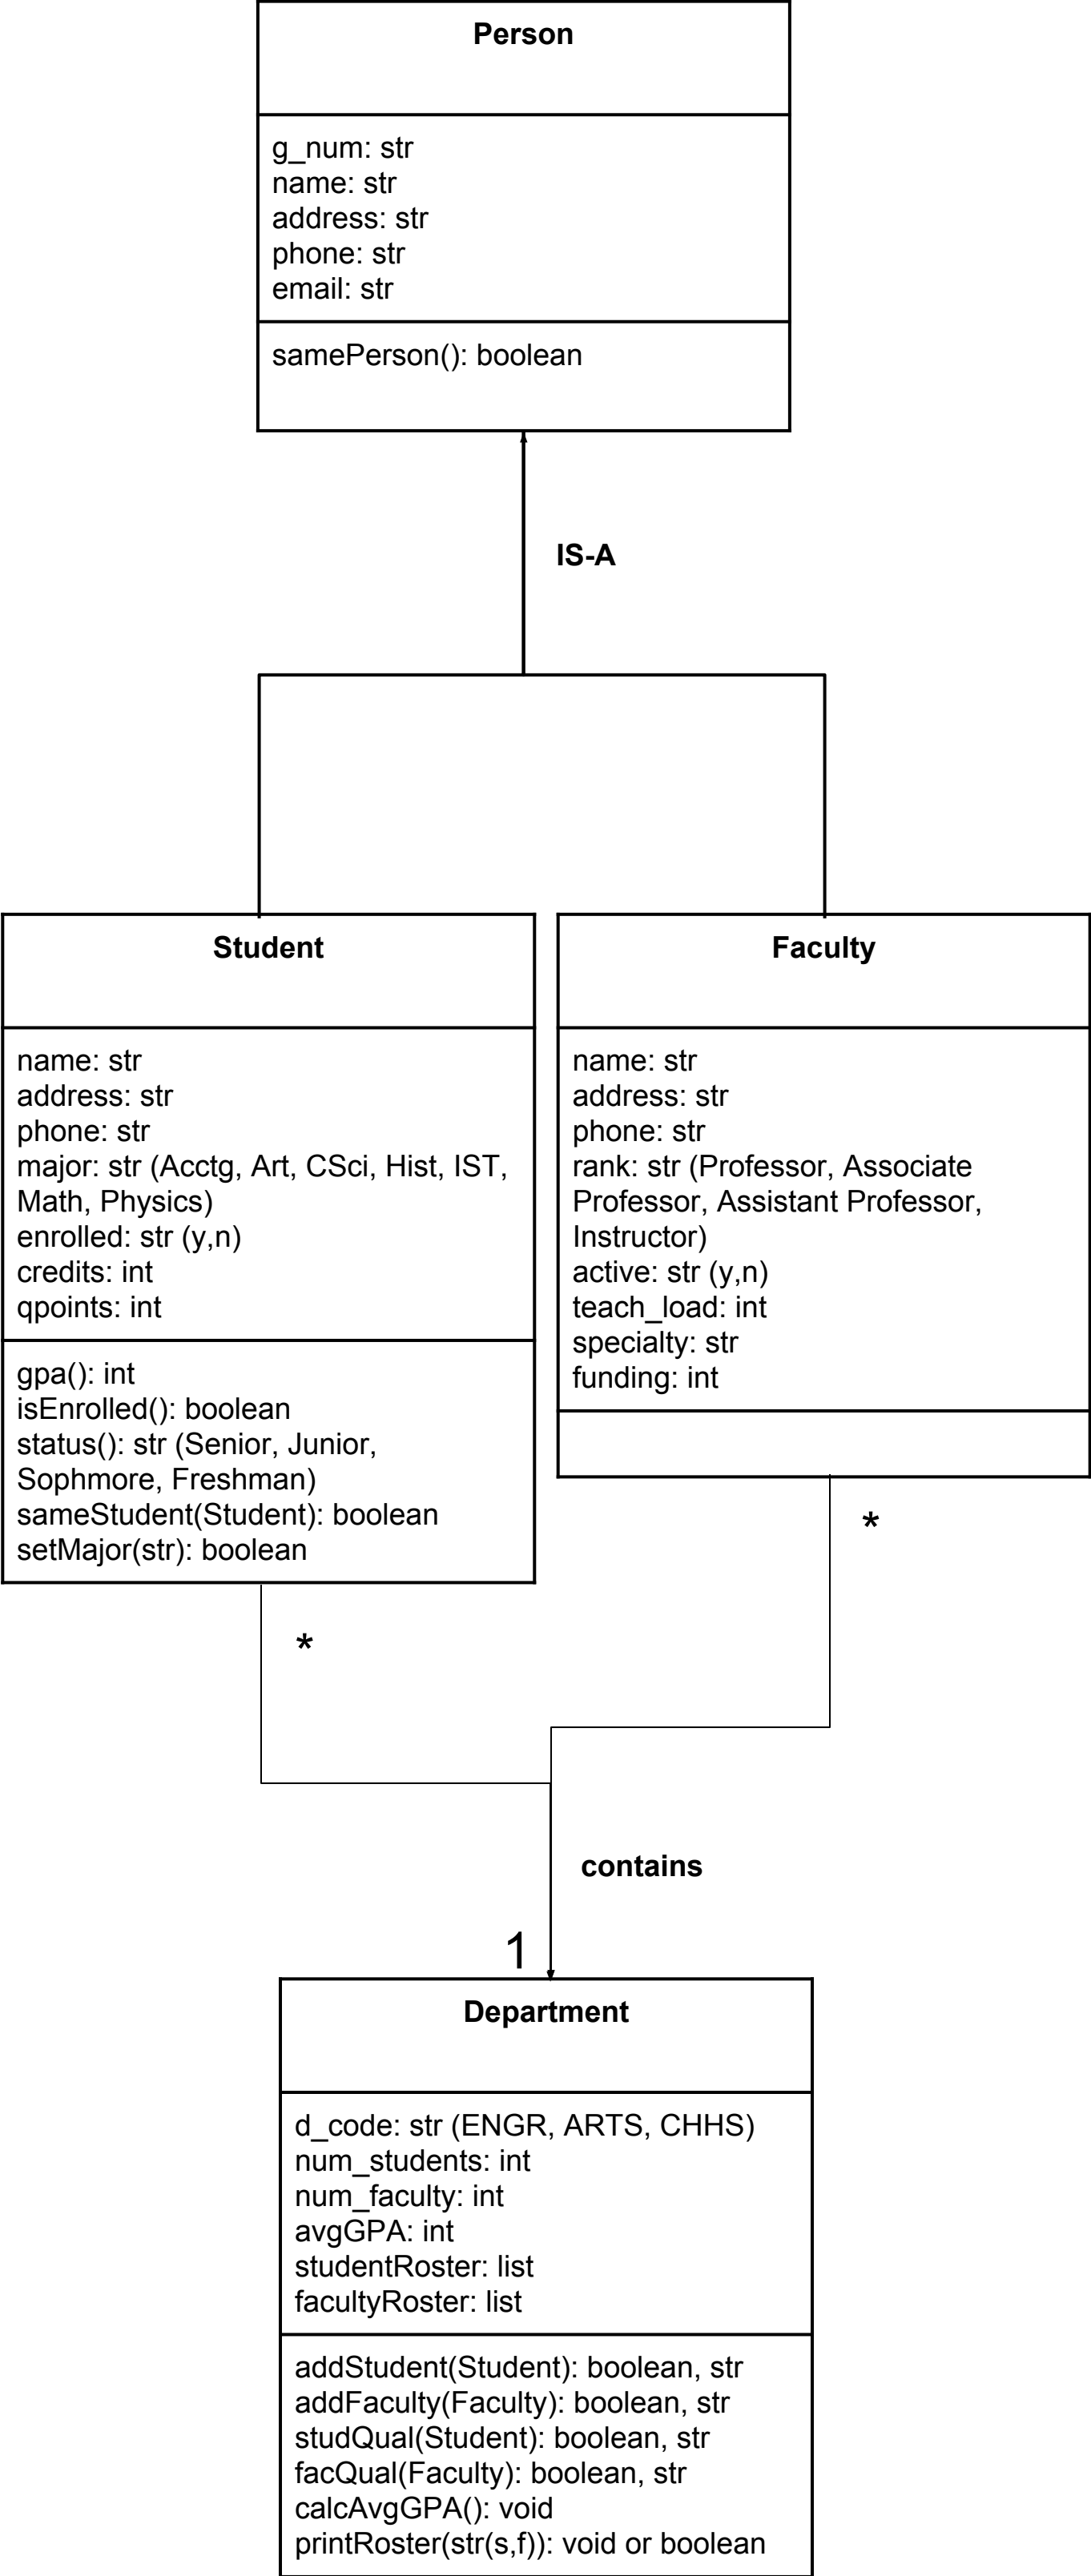 Person
g_num: str
name: str
address: str
phone: str
email: str
samePerson(): boolean
IS-A
Student
name: str
address: str
phone: str
major: str (Acctg, Art, CSci, Hist, IST,
Math, Physics)
enrolled: str (y,n)
credits: int
qpoints: int
gpa(): int
isEnrolled(): boolean
status(): str (Senior, Junior,
Sophmore, Freshman)
sameStudent(Student): boolean
setMajor(str): boolean
Faculty
name: str
address: str
phone: str
rank: str (Professor, Associate
Professor, Assistant Professor,
Instructor)
active: str (y,n)
teach_load: int
specialty: str
funding: int
*
*
contains
1
Department
d_code: str (ENGR, ARTS, CHHS)
num_students: int
num_faculty: int
avgGPA: int
studentRoster: list
facultyRoster: list
addStudent(Student): boolean, str
addFaculty(Faculty): boolean, str
studQual(Student): boolean, str
facQual(Faculty): boolean, str
calcAvgGPA(): void
printRoster(str(s,f)): void or boolean